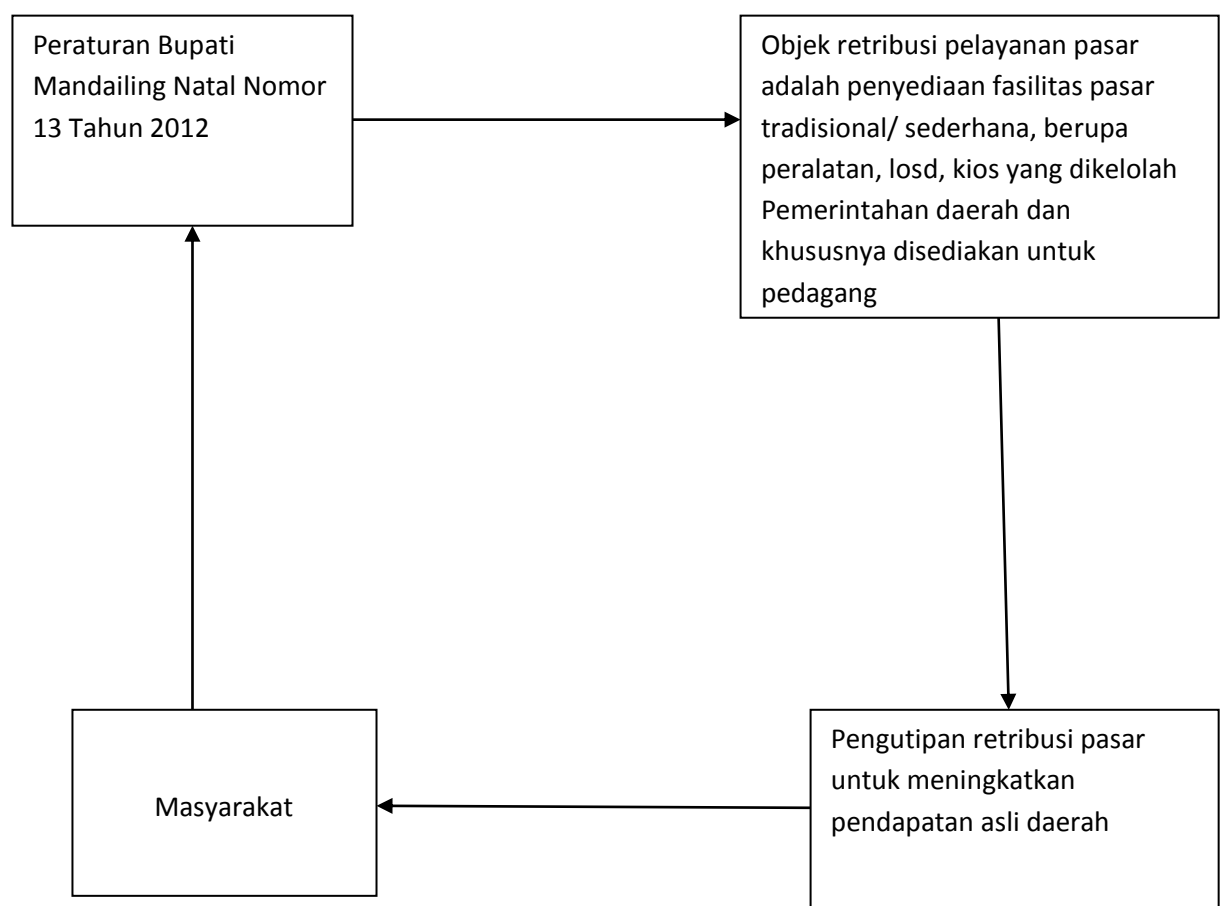 Peraturan Bupati
Mandailing Natal Nomor
13 Tahun 2012
Objek retribusi pelayanan pasar
adalah penyediaan fasilitas pasar
tradisional/ sederhana, berupa
peralatan, losd, kios yang dikelolah
Pemerintahan daerah dan
khususnya disediakan untuk
pedagang
Pengutipan retribusi pasar
untuk meningkatkan
pendapatan asli daerah
Masyarakat